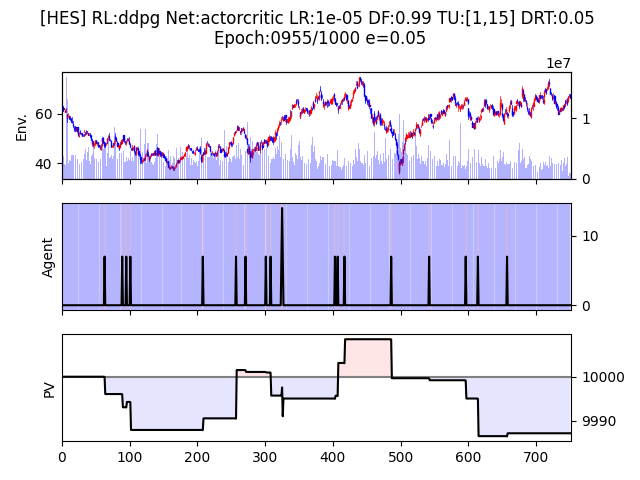 [HES] RL:ddpg Net:actorcritic LR:1e-05 DF:0.99 TU:[1,15] DRT:0.05
Epoch:0955/1000 e=0.05
1e7
Env.
60
40
1
0
Agent
10
0
PV
10000
9990
0 100 200 300 400 500 600 700